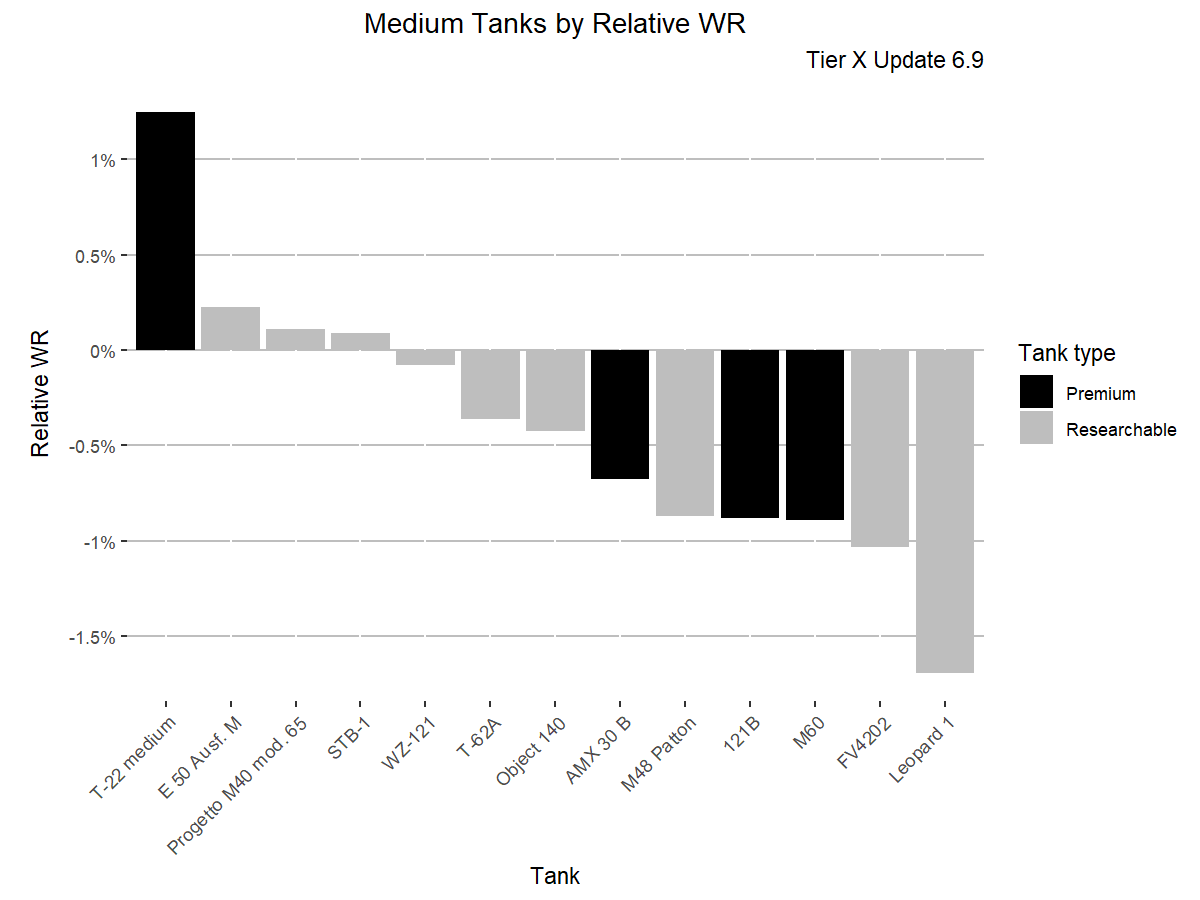 Medium Tanks by Relative WR
Tier X Update 6.9
Relative WR
1%
0.5%
0%
-0.5%
-1%
-1.5%
T-22 medium
E 50 Ausf. M
Progetto M40 mod. 65
STB-1
WZ-121
T-62A
Object 140
AMX 30 B
M48 Patton
121B
M60
FV4202
Leopard 1
Tank
Tank type
Premium
Researchable